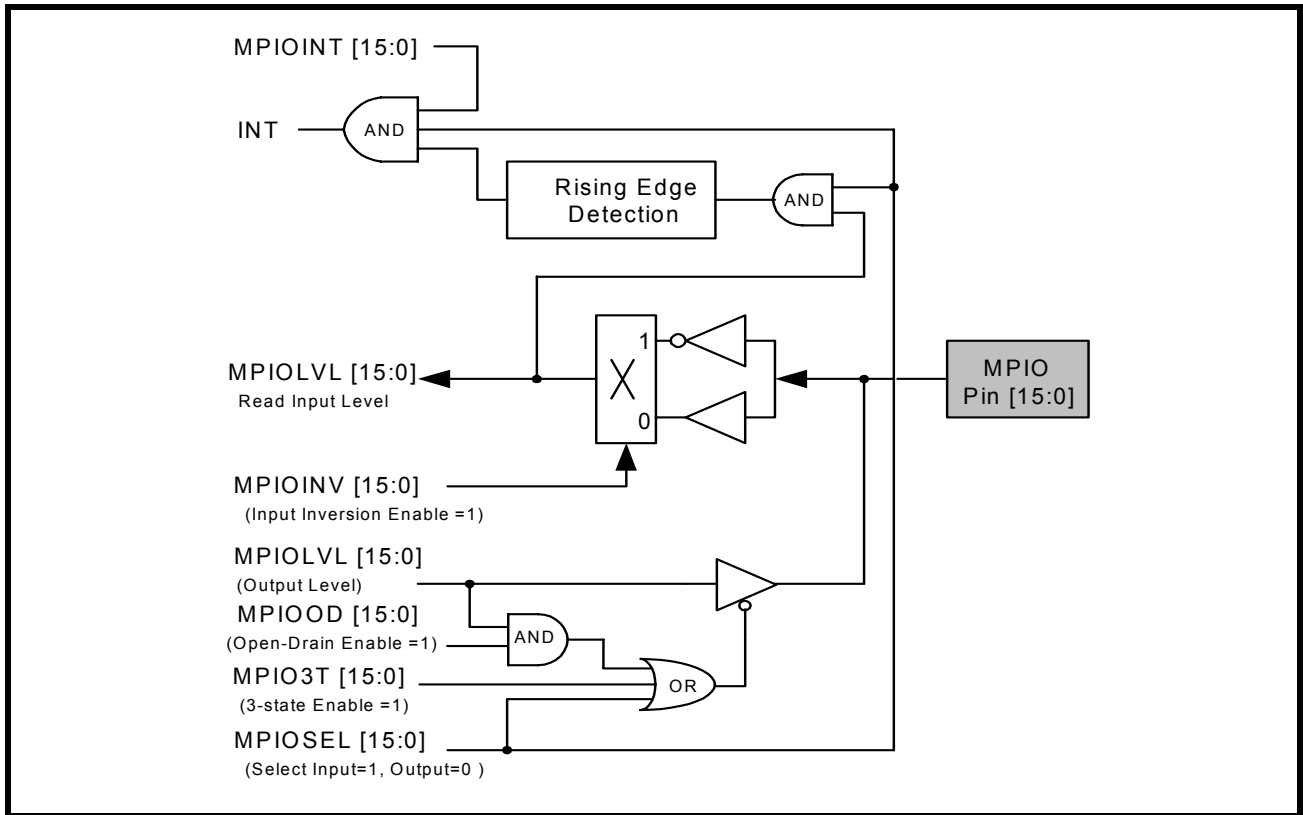 MPIOINT [15:0]
INT
AND
Rising Edge
Detection
AND
1
MPIOLVL [15:0]
Read Input Level
X
0
MPIO
Pin [15:0]
MPIOINV [15:0]
(Input Inversion Enable =1)
MPIOLVL [15:0]
(Output Level)
MPIOOD [15:0]
(Open-Drain Enable =1)
AND
MPIO3T [15:0]
(3-state Enable =1)
OR
MPIOSEL [15:0]
(Select Input=1, Output=0 )